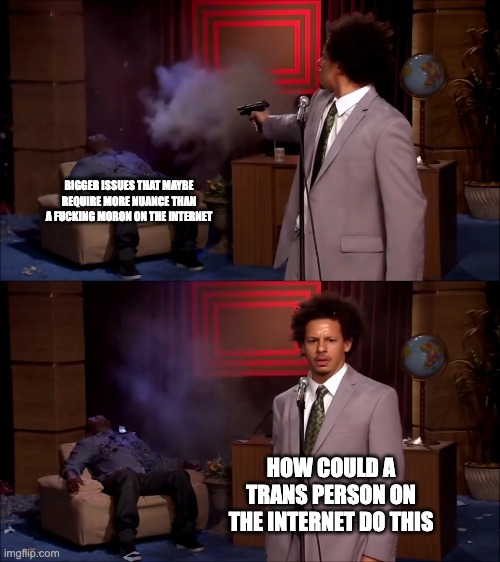 BIGGER ISSUES THAT MAYBE
REQUIRE MORE NUANCE THAN
A FUCKING MORON ON THE INTERNET
HOW COULD A
TRANS PERSON ON
THE INTERNET DO THIS
imgflip.com